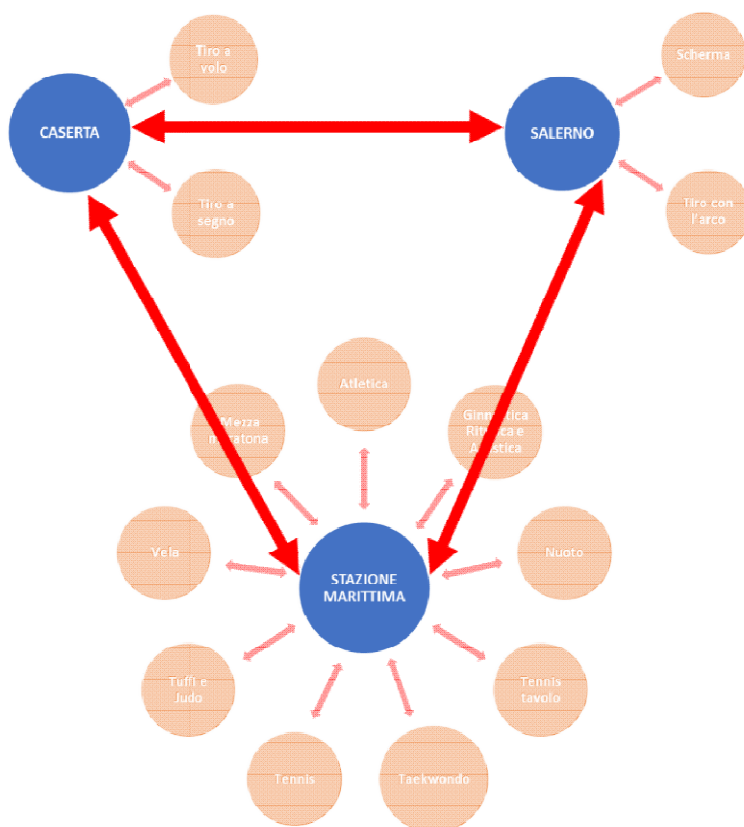 Tiro a
volo
Scherma
CASERTA
SALERNO
Tiro a
segno
Tiro con
l'arco
Atletica
Mezza
maratona
Ginnastica
Ritmica e
Artistica
Vela
Nuoto
STAZIONE
MARITTIMA
Tuffi e
Judo
Tennis
tavolo
Tennis
Taekwondo